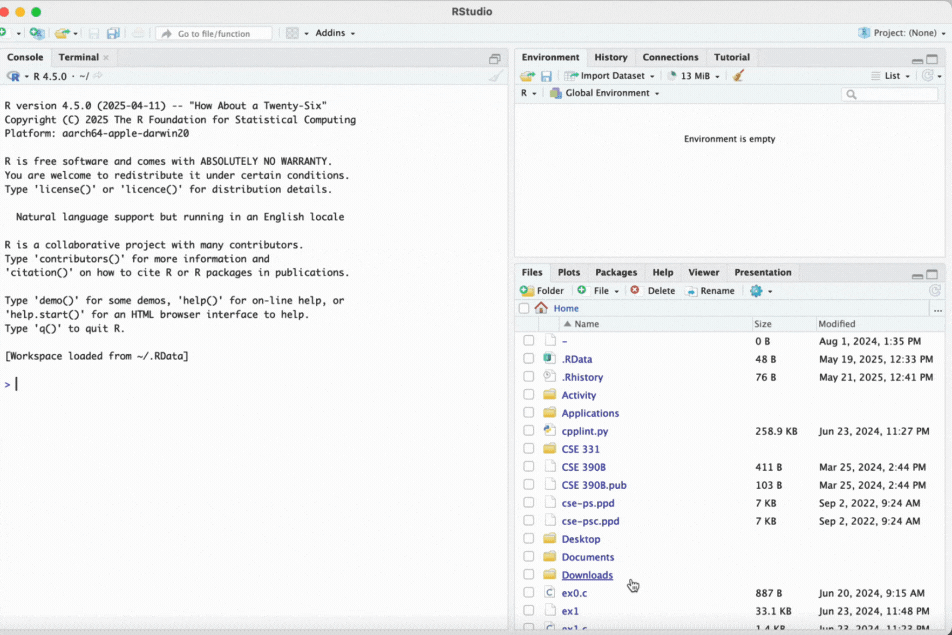 RStudio
Go to file/function
Addins
Project: (None)
Console
Terminal
R 4.5.0 · ~/
R version 4.5.0 (2025-04-11) -- "How About a Twenty-Six"
Copyright (C) 2025 The R Foundation for Statistical Computing
Platform: aarch64-apple-darwin20
R is free software and comes with ABSOLUTELY NO WARRANTY.
You are welcome to redistribute it under certain conditions.
Type 'license()' or 'licence()' for distribution details.
Natural language support but running in an English locale
R is a collaborative project with many contributors.
Type 'contributors()' for more information and
'citation()' on how to cite R or R packages in publications.
Type 'demo()' for some demos, 'help()' for on-line help, or
'help.start()' for an HTML browser interface to help.
Type 'q()' to quit R.
[Workspace loaded from ~/.RData]
>
Environment History Connections Tutorial
Import Dataset 13 MiB List
R Global Environment
Environment is empty
Files Plots Packages Help Viewer Presentation
Folder File Delete Rename
Home ...
Name Size Modified
- 0 B Aug 1, 2024, 1:35 PM
.RData 48 B May 19, 2025, 12:33 PM
.Rhistory 76 B May 21, 2025, 12:41 PM
Activity
Applications
cpplint.py 258.9 KB Jun 23, 2024, 11:27 PM
CSE 331
CSE 390B 411 B Mar 25, 2024, 2:44 PM
CSE 390B.pub 103 B Mar 25, 2024, 2:44 PM
cse-ps.ppd 7 KB Sep 2, 2022, 9:24 AM
cse-psc.ppd 7 KB Sep 2, 2022, 9:24 AM
Desktop
Documents
Downloads
ex0.c 887 B Jun 20, 2024, 9:15 AM
ex1 33.1 KB Jun 23, 2024, 11:48 PM
ex1.c 1.4 KB Jun 23, 2024, 11:23 PM